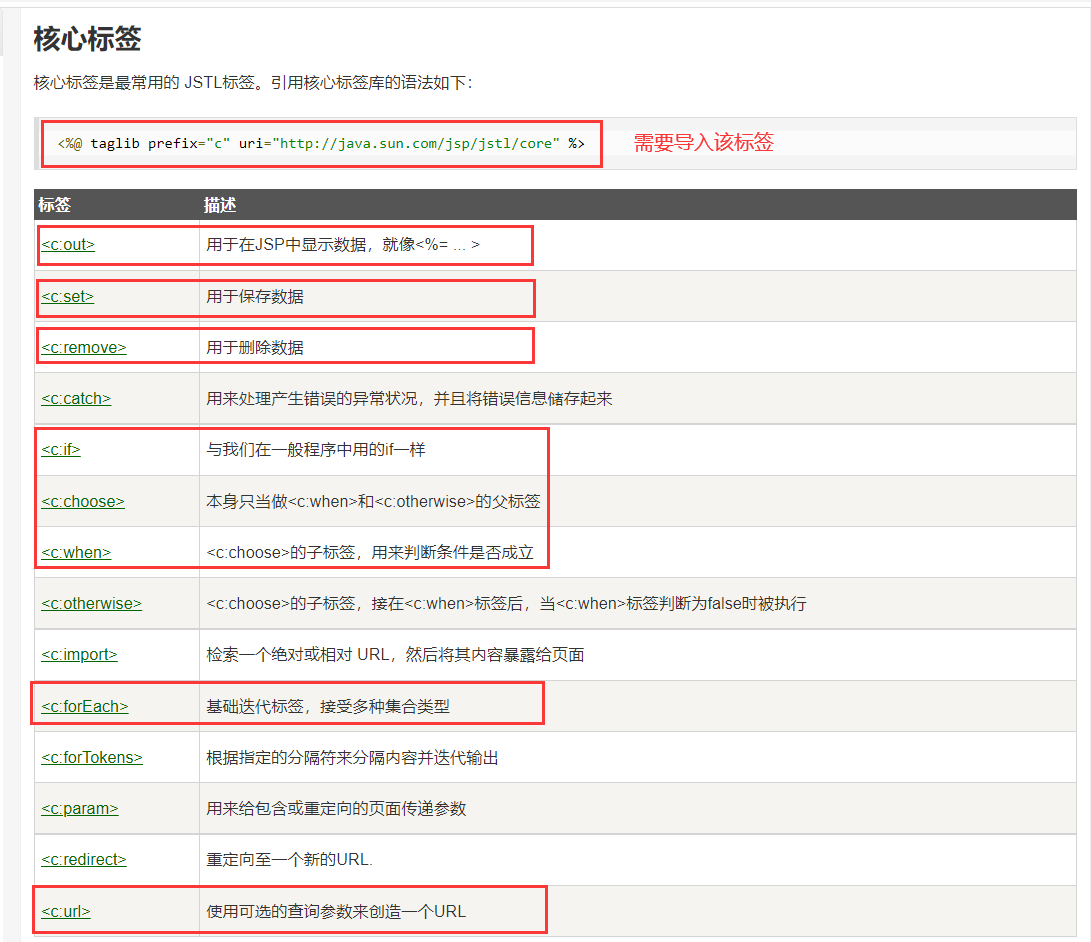 核心标签
核心标签是最常用的 JSTL标签。引用核心标签库的语法如下：
<%@ taglib prefix="c" uri="http://java.sun.com/jsp/jstl/core" %> 需要导入该标签
标签 描述
<c:out> 用于在JSP中显示数据，就像<%= ... >
<c:set> 用于保存数据
<c:remove> 用于删除数据
<c:catch> 用来处理产生错误的异常状况，并且将错误信息储存起来
<c:if> 与我们在一般程序中用的if一样
<c:choose> 本身只当做<c:when>和<c:otherwise>的父标签
<c:when> <c:choose>的子标签，用来判断条件是否成立
<c:otherwise> <c:choose>的子标签，接在<c:when>标签后，当<c:when>标签判断为false时被执行
<c:import> 检索一个绝对或相对 URL，然后将其内容暴露给页面
<c:forEach> 基础迭代标签，接受多种集合类型
<c:forTokens> 根据指定的分隔符来分隔内容并迭代输出
<c:param> 用来给包含或重定向的页面传递参数
<c:redirect> 重定向至一个新的URL.
<c:url> 使用可选的查询参数来创造一个URL